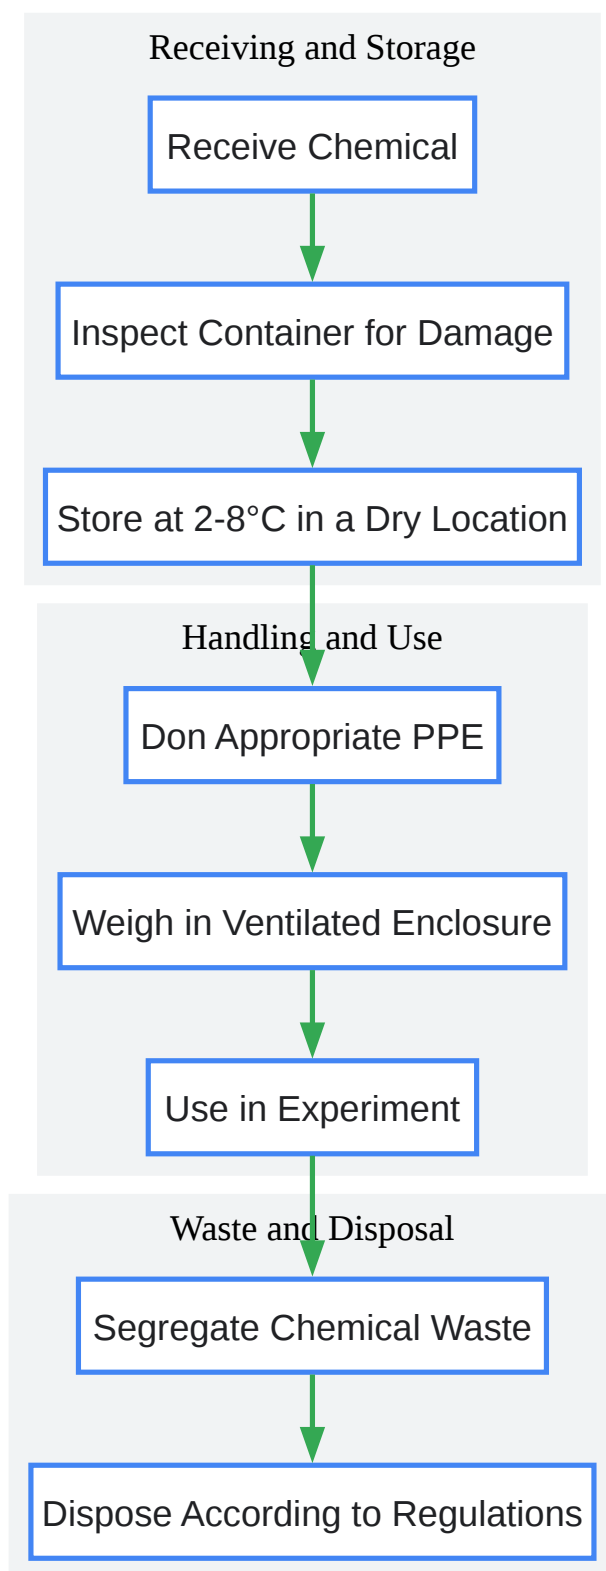 Receiving and Storage
Receive Chemical
Inspect Container for Damage
Store at 2-8°C in a Dry Location
Handling and Use
Don Appropriate PPE
Weigh in Ventilated Enclosure
Use in Experiment
Waste and Disposal
Segregate Chemical Waste
Dispose According to Regulations